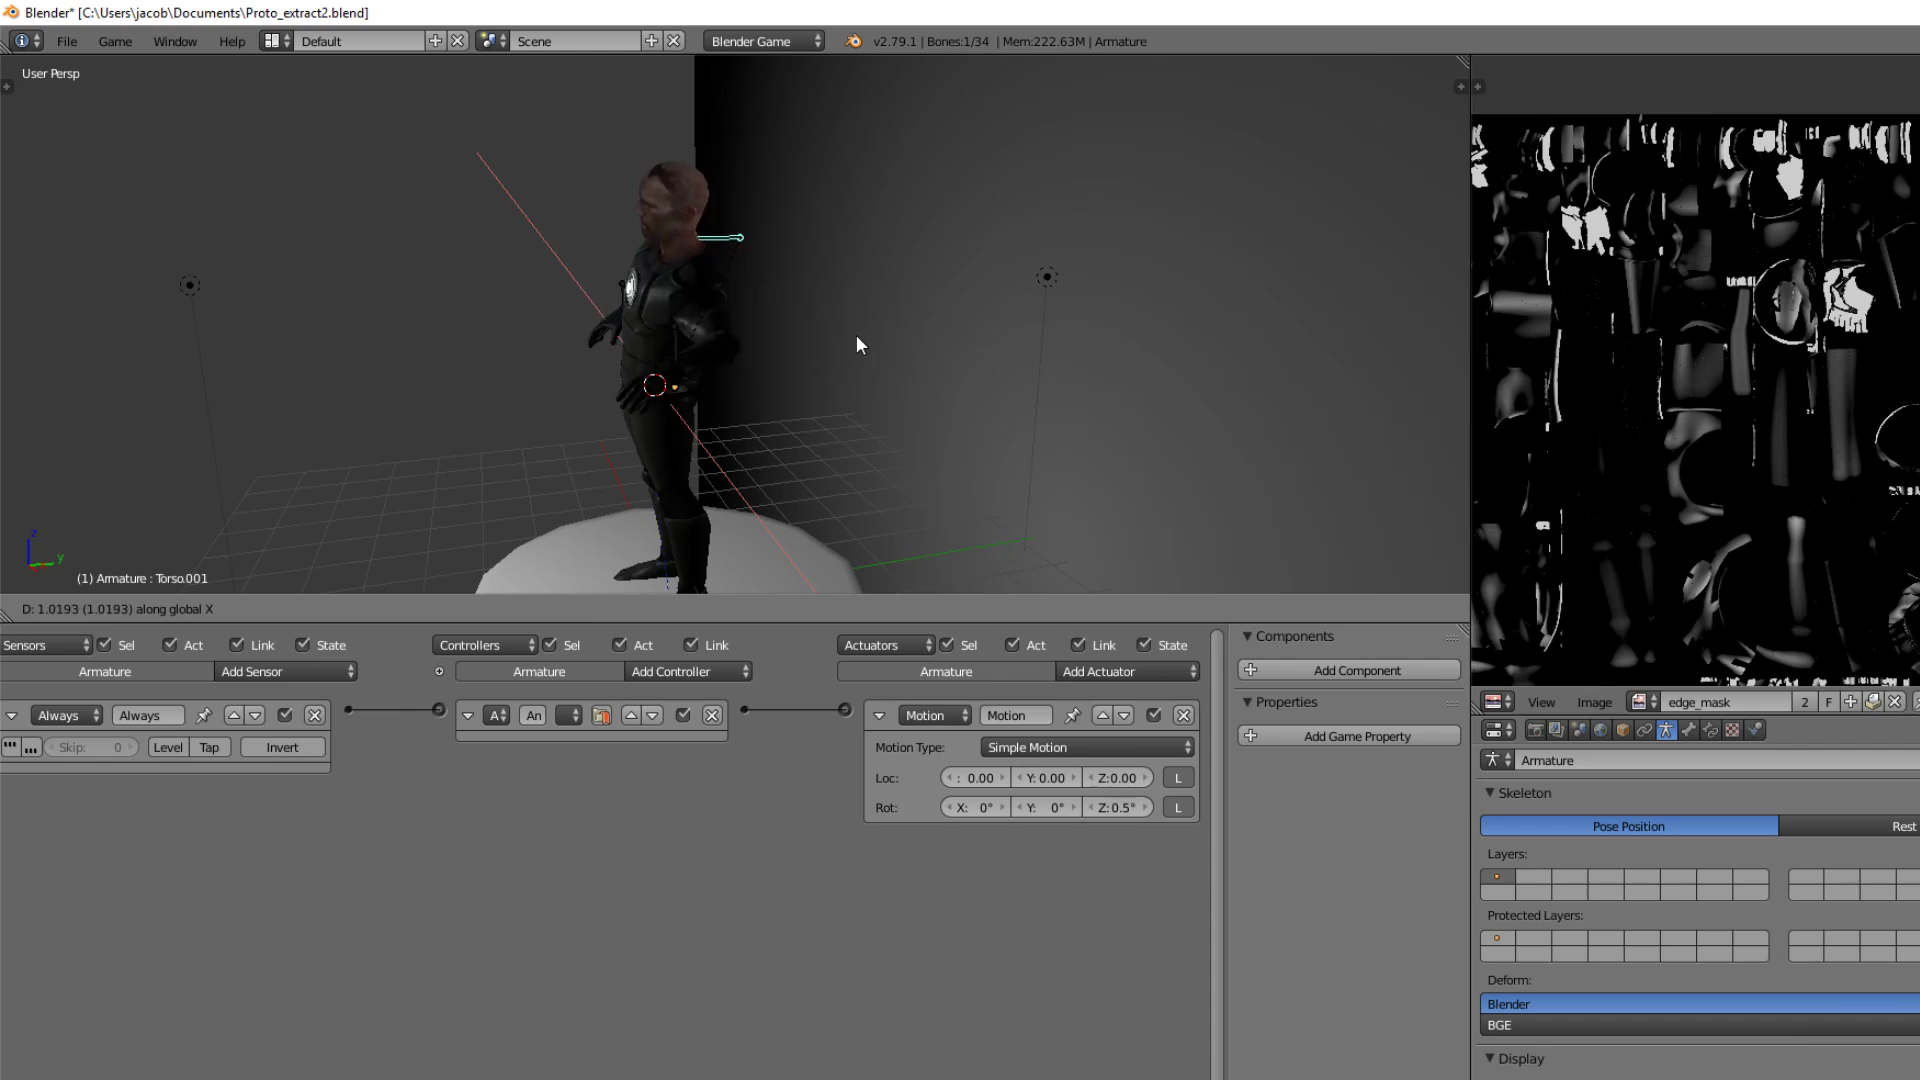 Blender* [C:\Users\jacob\Documents\Proto_extract2.blend]
File Game Window Help Default Scene Blender Game v2.79.1 | Bones:1/34 | Mem:222.63M | Armature
User Persp
z
y
(1) Armature : Torso.001
D: 1.0193 (1.0193) along global X
Sensors Sel Act Link State Controllers Sel Act Link Actuators Sel Act Link State
Armature Add Sensor Armature Add Controller Armature Add Actuator
Always Always A An Motion Motion
Skip: 0 Level Tap Invert
Motion Type: Simple Motion
Loc: : 0.00 Y: 0.00 Z:0.00 L
Rot: X: 0° Y: 0° Z:0.5° L
Components
Add Component
Properties
Add Game Property
View Image edge_mask 2 F
Armature
Skeleton
Pose Position Rest
Layers:
Protected Layers:
Deform:
Blender
BGE
Display